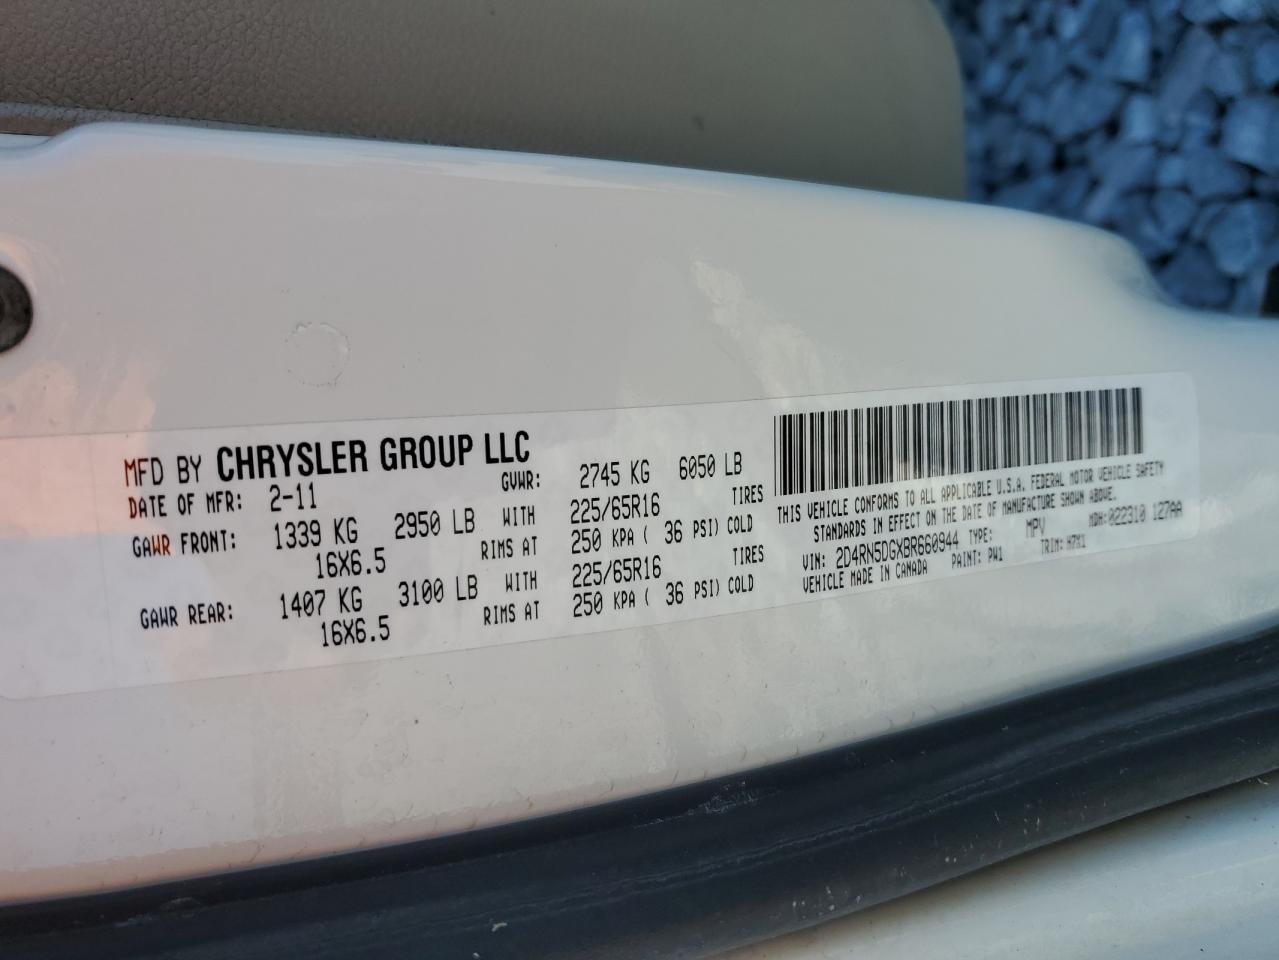 MFD BY CHRYSLER GROUP LLC
DATE OF MFR: 2-11 GVWR: 2745 KG 6050 LB
GAWR FRONT: 1339 KG 2950 LB WITH 225/65R16 TIRES
16X6.5 RIMS AT 250 KPA ( 36 PSI) COLD
GAWR REAR: 1407 KG 3100 LB WITH 225/65R16 TIRES
16X6.5 RIMS AT 250 KPA ( 36 PSI) COLD
THIS VEHICLE CONFORMS TO ALL APPLICABLE U.S.A. FEDERAL MOTOR VEHICLE SAFETY
STANDARDS IN EFFECT ON THE DATE OF MANUFACTURE SHOWN ABOVE.
VIN: 2D4RN5DGXBR660944 TYPE: MPV MDH:022310 127AA
VEHICLE MADE IN CANADA PAINT: PW1 TRIM: